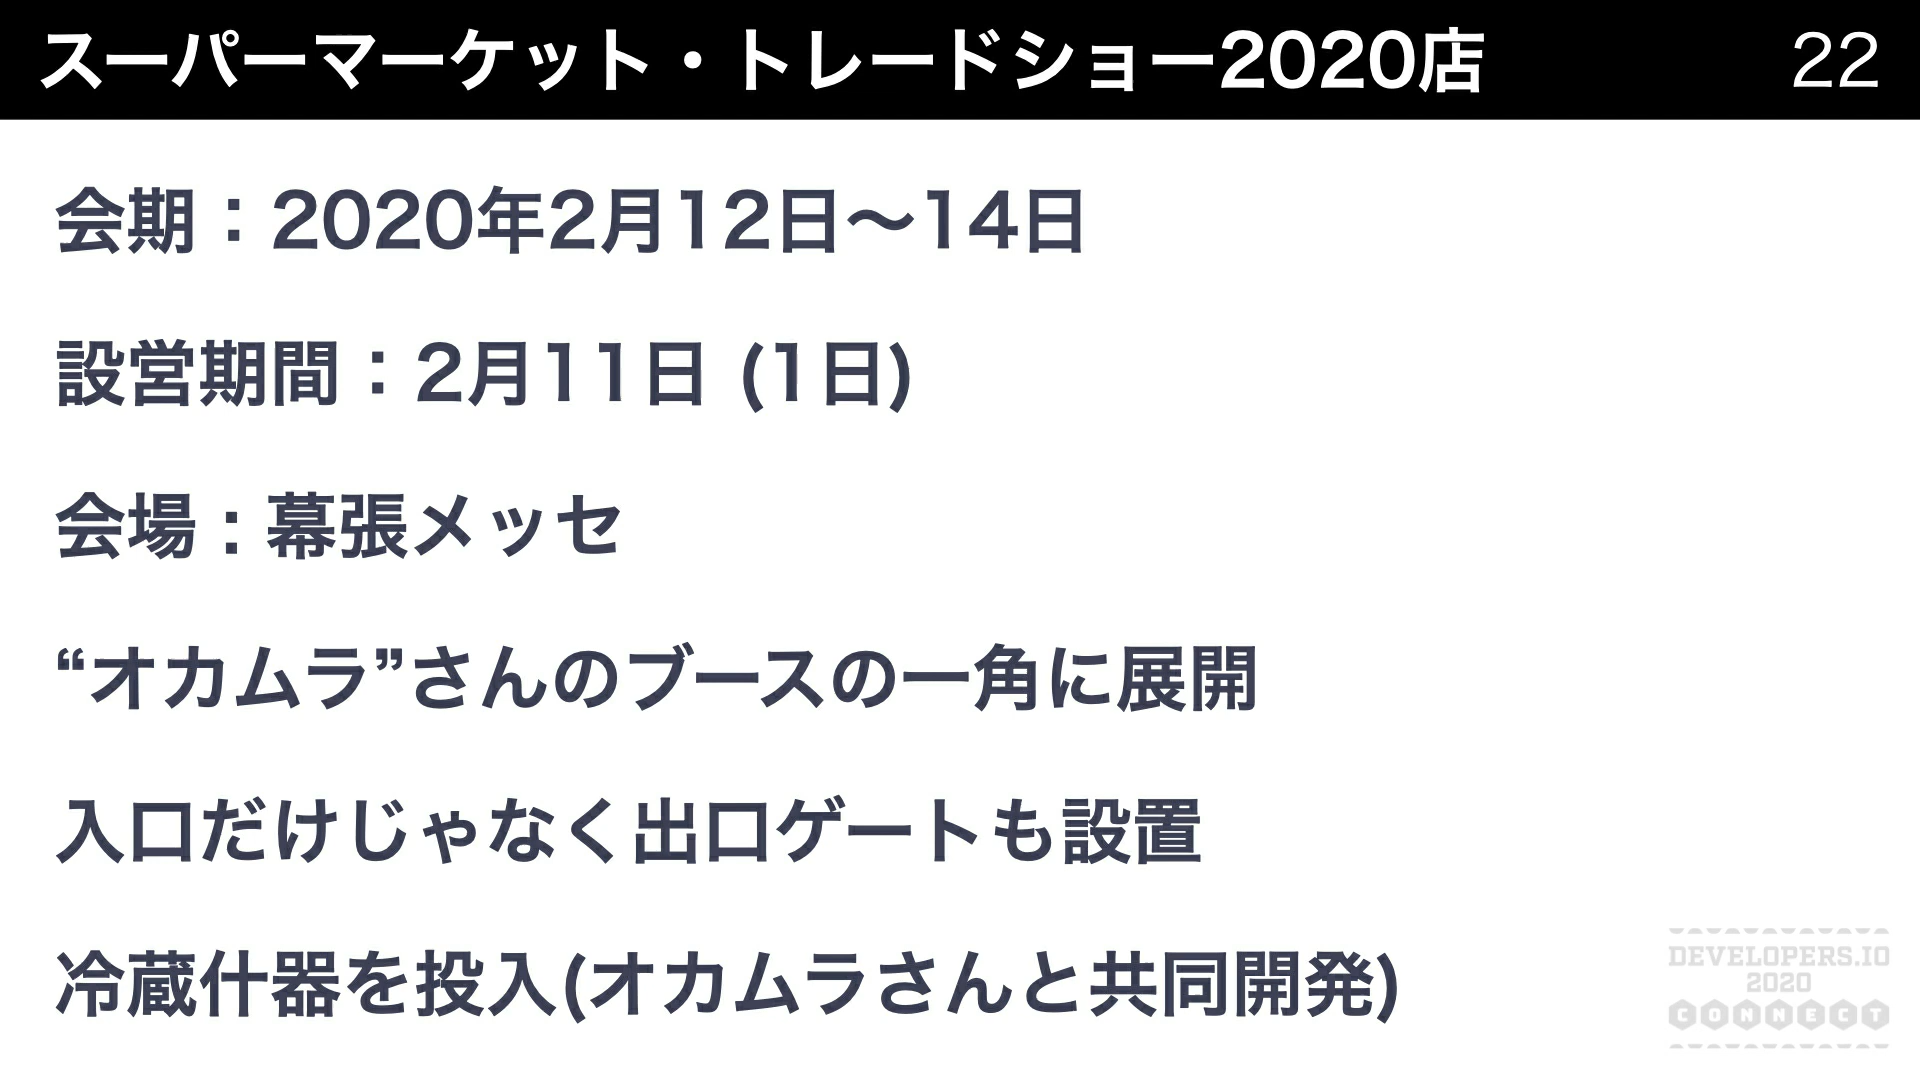 スーパーマーケット・トレードショー2020店
22
会期：2020年2月12日〜14日
設営期間：2月11日 (1日)
会場：幕張メッセ
“オカムラ”さんのブースの一角に展開
入口だけじゃなく出口ゲートも設置
冷蔵什器を投入(オカムラさんと共同開発)
DEVELOPERS.IO
2020
CONNECT